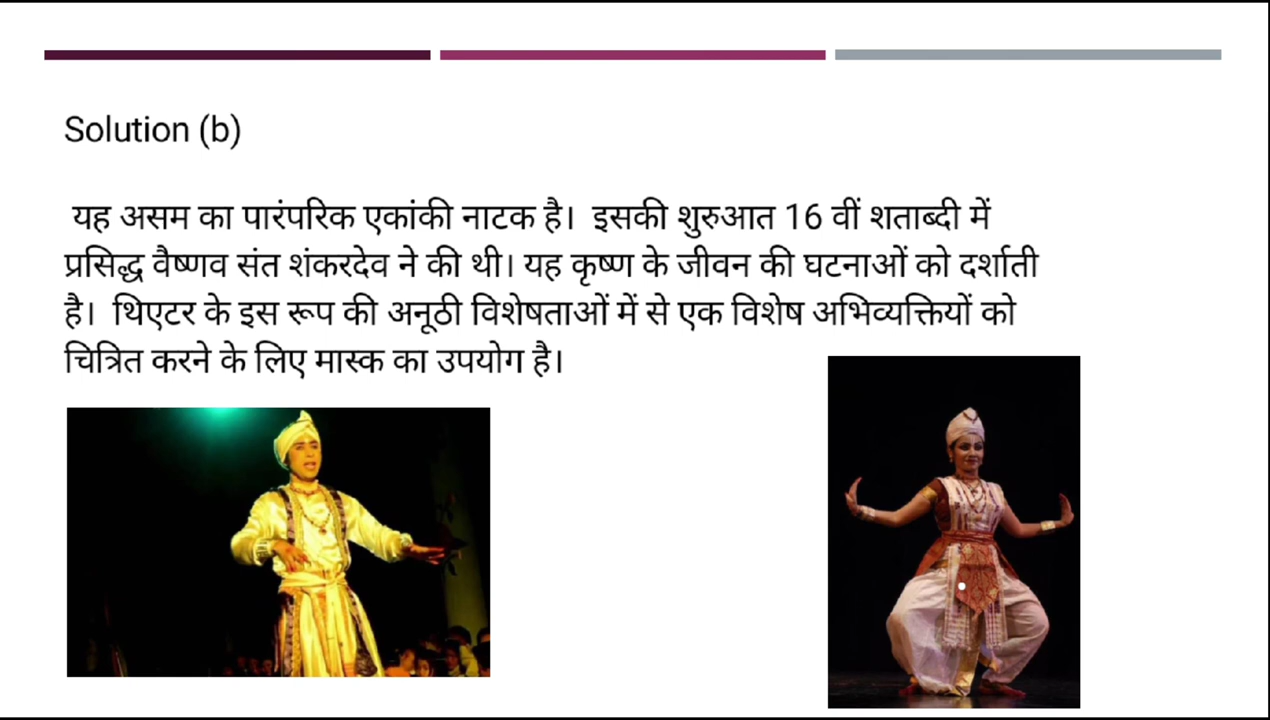 Solution (b)
यह असम का पारंपरिक एकांकी नाटक है। इसकी शुरुआत 16 वीं शताब्दी में
प्रसिद्ध वैष्णव संत शंकरदेव ने की थी। यह कृष्ण के जीवन की घटनाओं को दर्शाती
है। थिएटर के इस रूप की अनूठी विशेषताओं में से एक विशेष अभिव्यक्तियों को
चित्रित करने के लिए मास्क का उपयोग है।